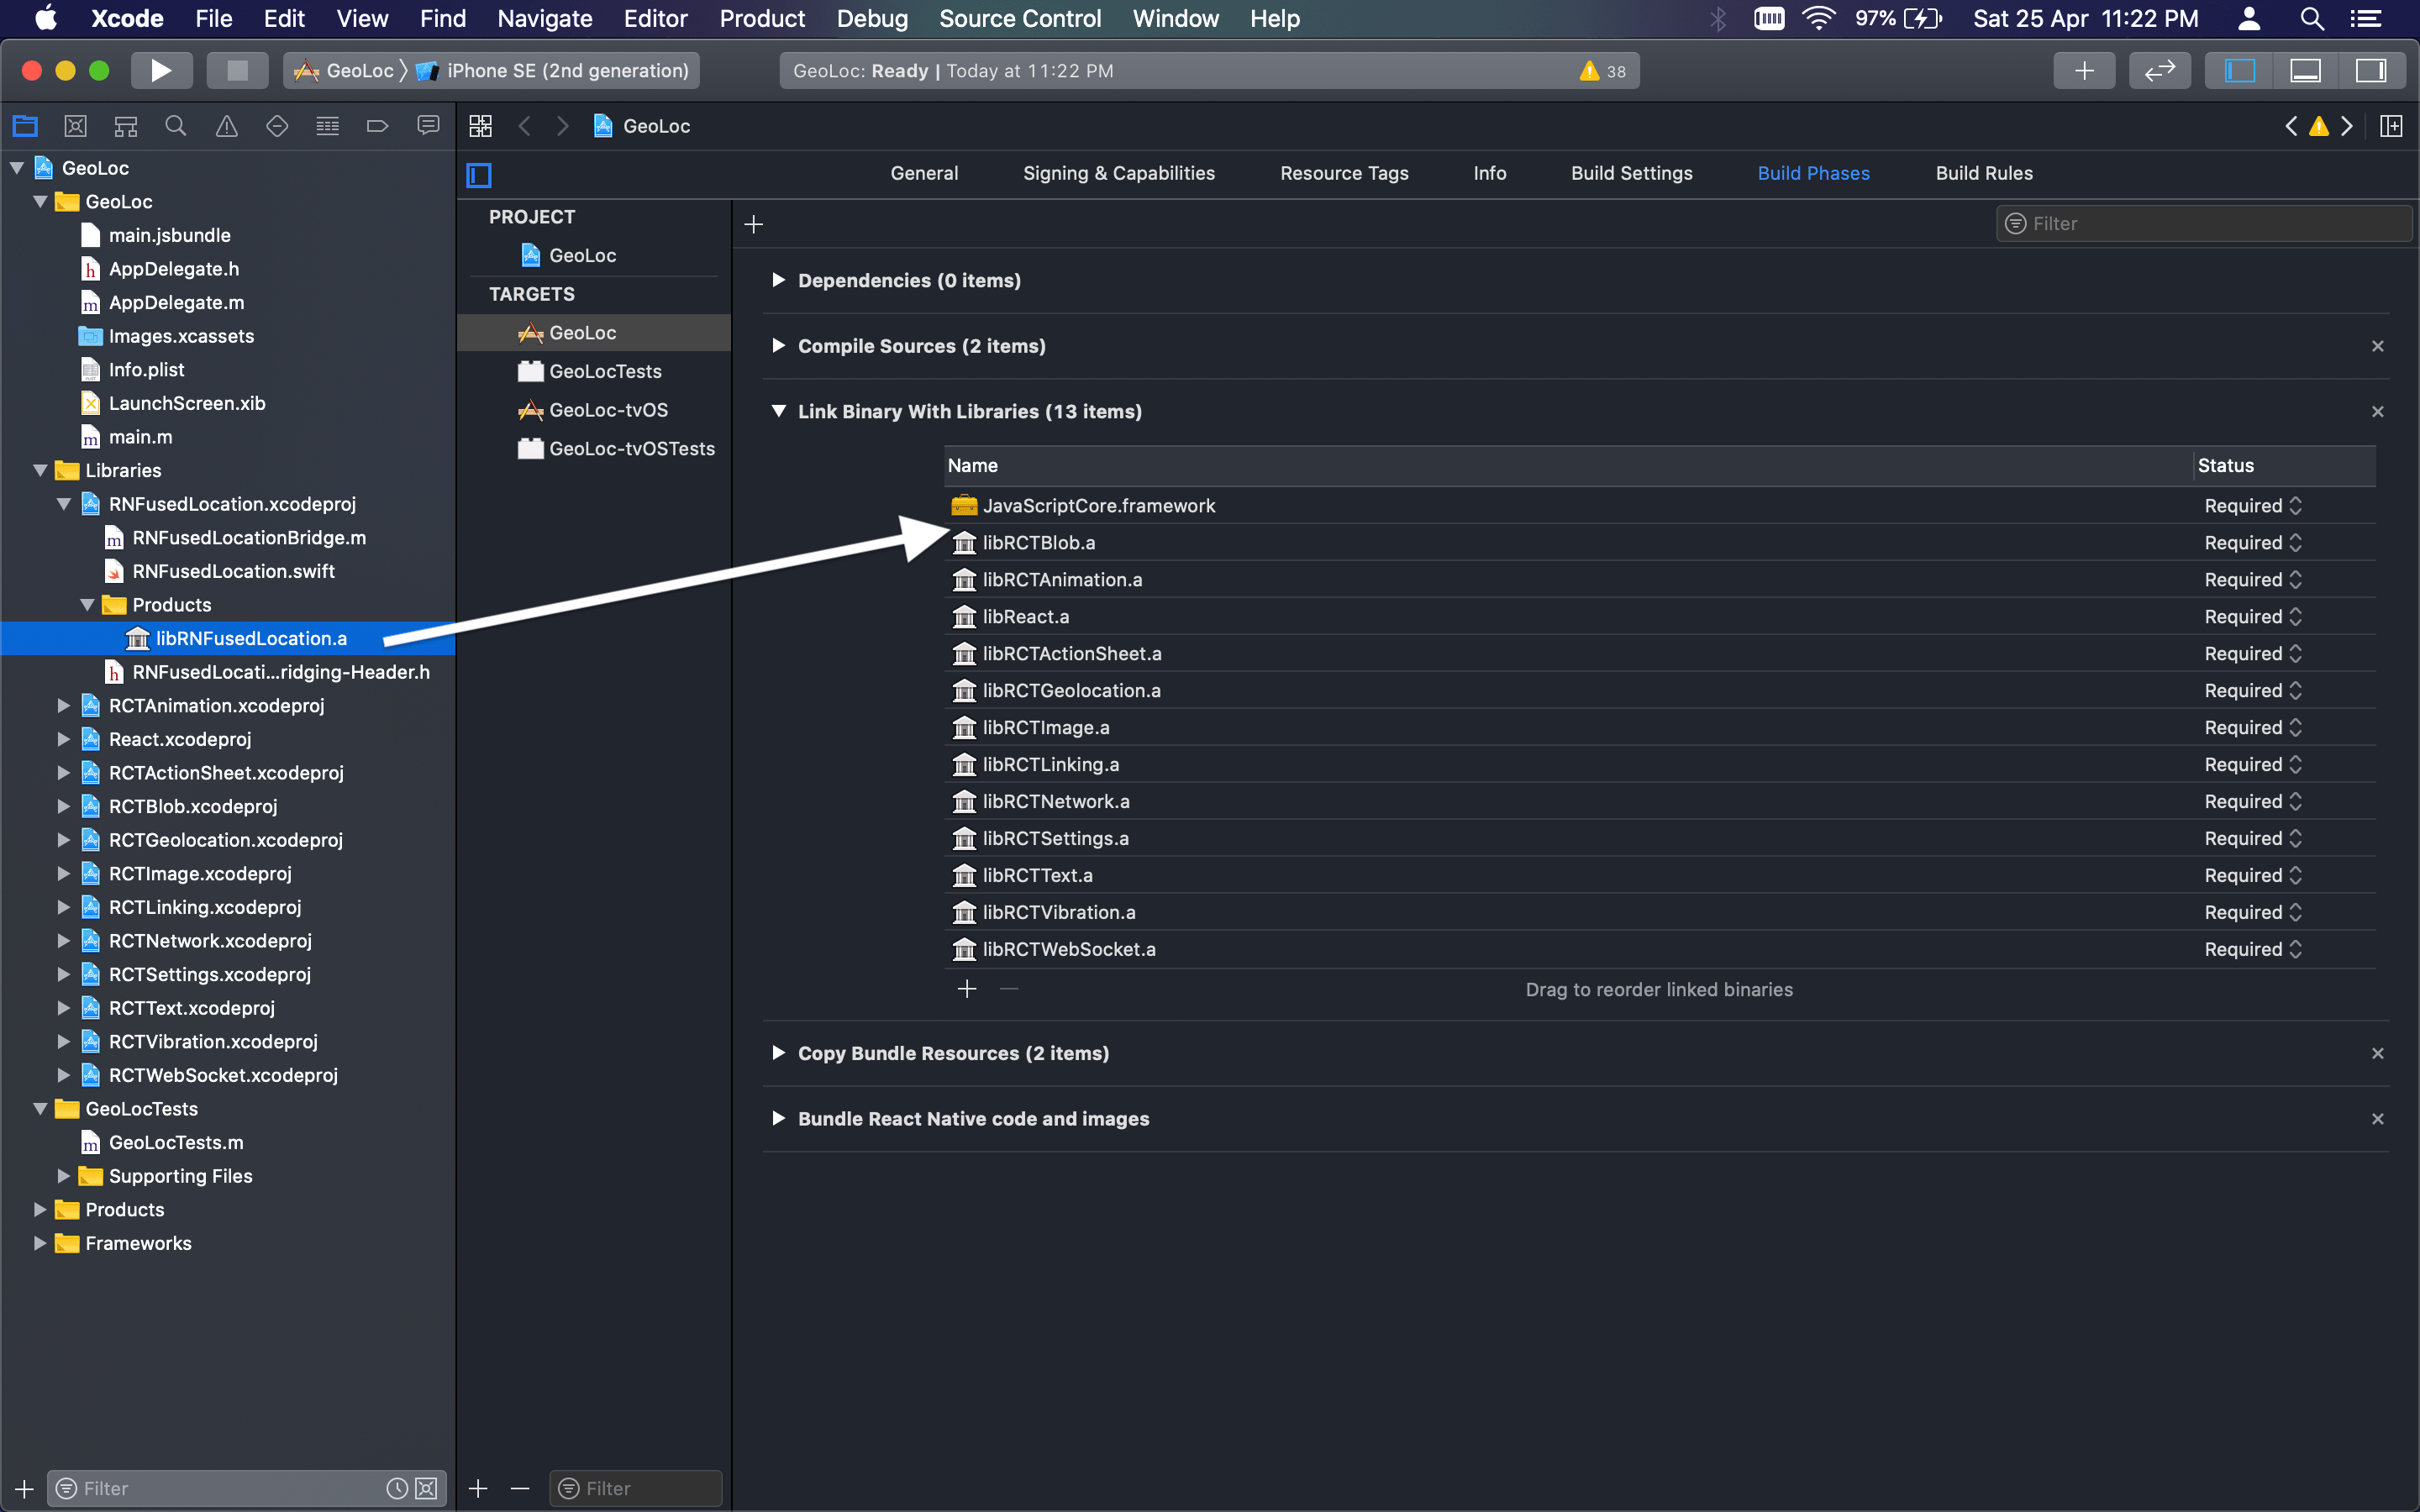 Xcode File Edit View Find Navigate Editor Product Debug Source Control Window Help 97% Sat 25 Apr 11:22 PM
GeoLoc iPhone SE (2nd generation) GeoLoc: Ready | Today at 11:22 PM 38
GeoLoc
General Signing & Capabilities Resource Tags Info Build Settings Build Phases Build Rules
GeoLoc
GeoLoc
main.jsbundle
AppDelegate.h
AppDelegate.m
Images.xcassets
Info.plist
LaunchScreen.xib
main.m
Libraries
RNFusedLocation.xcodeproj
RNFusedLocationBridge.m
RNFusedLocation.swift
Products
libRNFusedLocation.a
RNFusedLocati...ridging-Header.h
RCTAnimation.xcodeproj
React.xcodeproj
RCTActionSheet.xcodeproj
RCTBlob.xcodeproj
RCTGeolocation.xcodeproj
RCTImage.xcodeproj
RCTLinking.xcodeproj
RCTNetwork.xcodeproj
RCTSettings.xcodeproj
RCTText.xcodeproj
RCTVibration.xcodeproj
RCTWebSocket.xcodeproj
GeoLocTests
GeoLocTests.m
Supporting Files
Products
Frameworks
Filter
PROJECT
GeoLoc
TARGETS
GeoLoc
GeoLocTests
GeoLoc-tvOS
GeoLoc-tvOSTests
Filter
Filter
Dependencies (0 items)
Compile Sources (2 items)
Link Binary With Libraries (13 items)
Name Status
JavaScriptCore.framework Required
libRCTBlob.a Required
libRCTAnimation.a Required
libReact.a Required
libRCTActionSheet.a Required
libRCTGeolocation.a Required
libRCTImage.a Required
libRCTLinking.a Required
libRCTNetwork.a Required
libRCTSettings.a Required
libRCTText.a Required
libRCTVibration.a Required
libRCTWebSocket.a Required
Drag to reorder linked binaries
Copy Bundle Resources (2 items)
Bundle React Native code and images